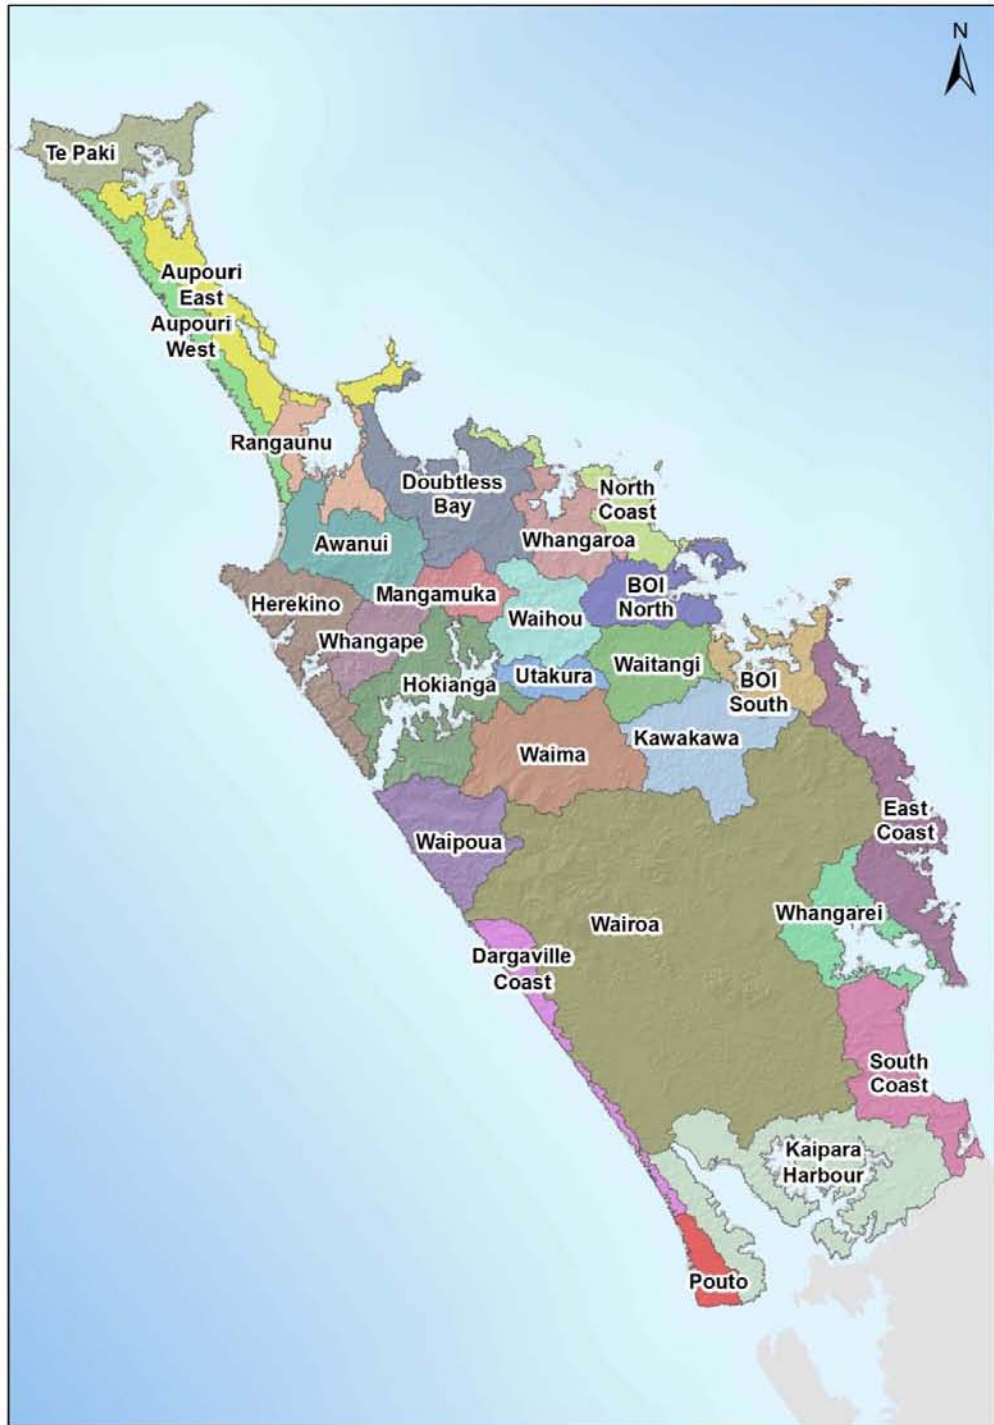 N
Te Paki
Aupouri
East
Aupouri
West
Rangaunu
Doubtless
Bay
North
Coast
Whangaroa
Awanui
Mangamuka
BOI
North
Herekino
Waihou
Whangape
Waitangi
Utakura
Hokianga
BOI
South
Kawakawa
Waima
East
Coast
Waipoua
Whangarei
Wairoa
Dargaville
Coast
South
Coast
Kaipara
Harbour
Pouto